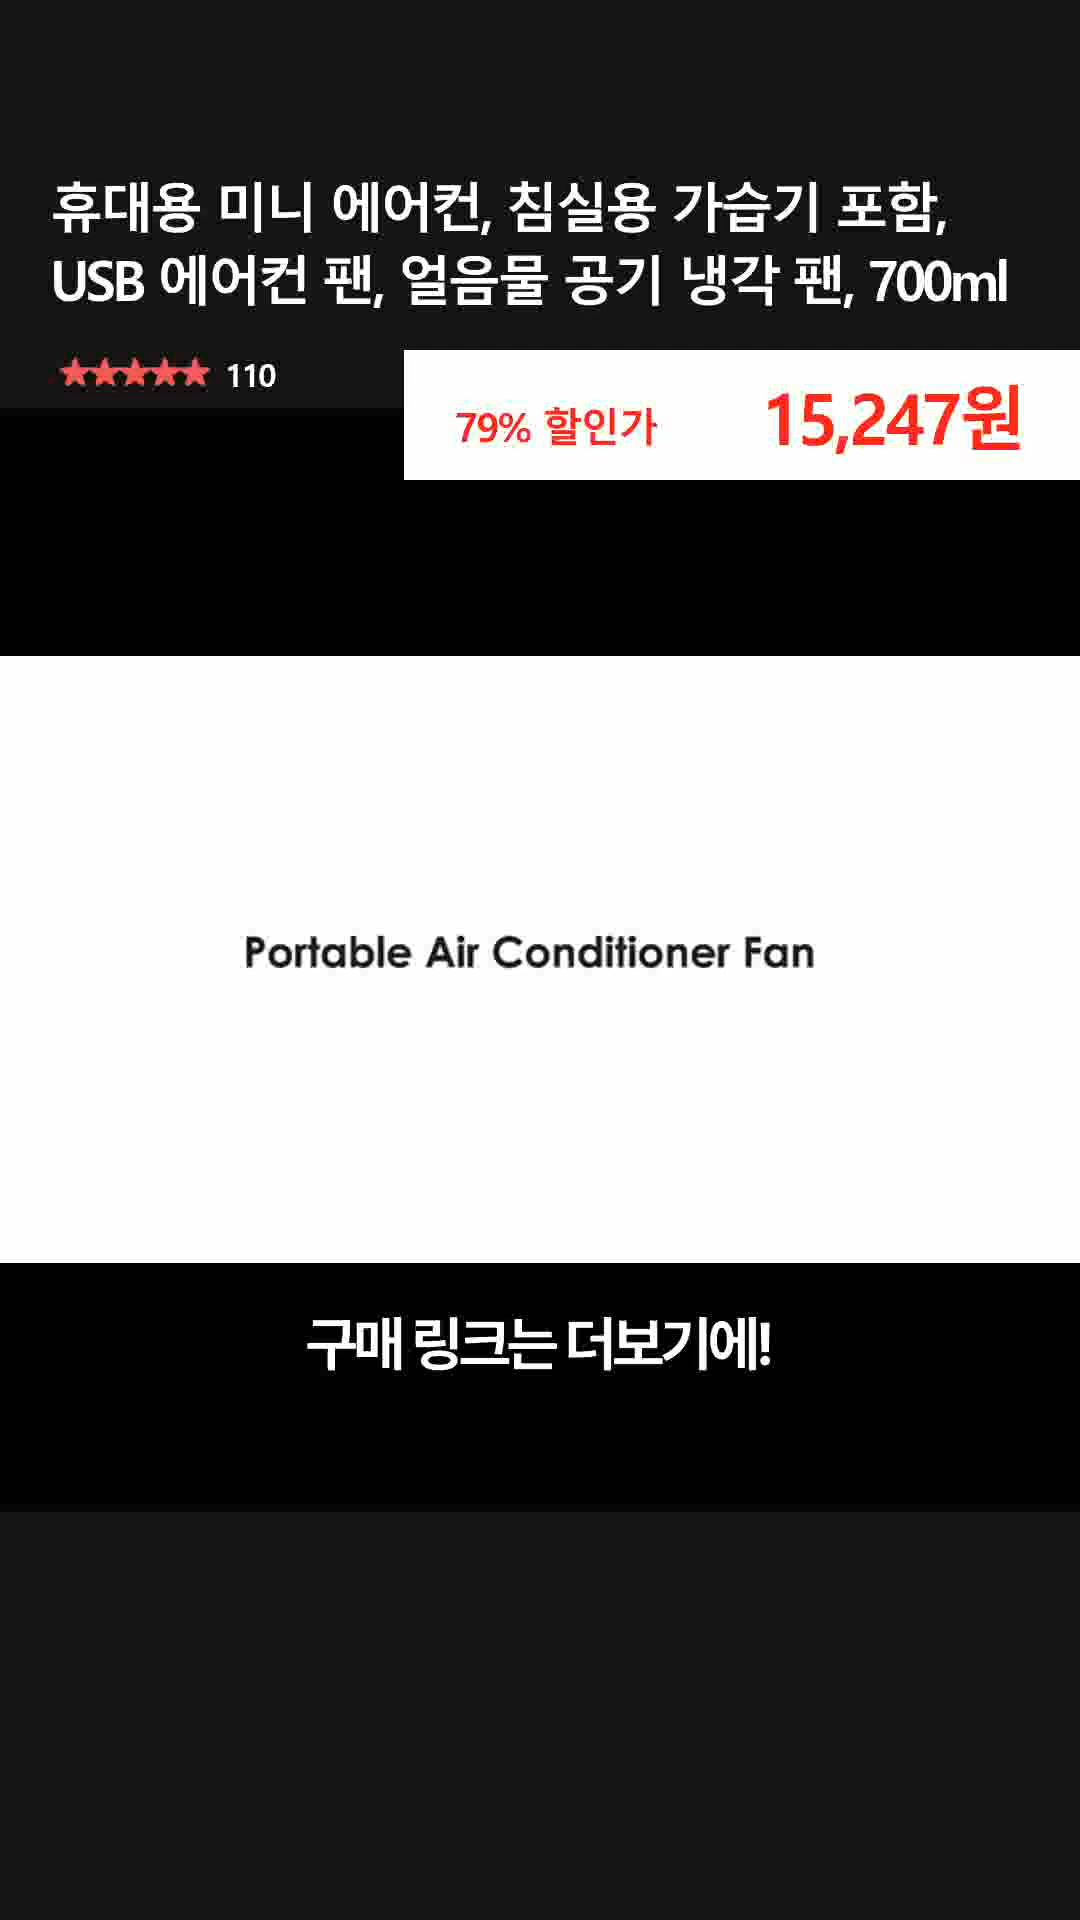 휴대용 미니 에어컨, 침실용 가습기 포함,
USB 에어컨 팬, 얼음물 공기 냉각 팬, 700ml
★★★★★ 110
79% 할인가 15,247원
Portable Air Conditioner Fan
구매 링크는 더보기에!